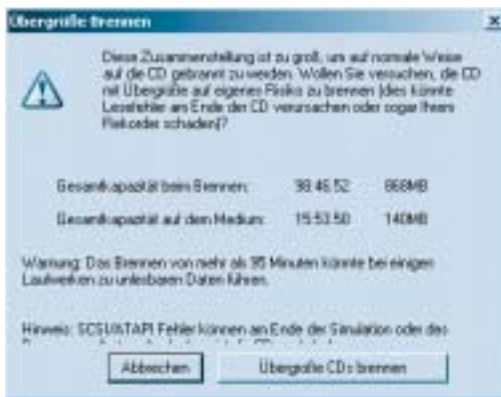 Übergröße Brennen
Diese Zusammenstellung ist zu groß, um auf normale Weise
auf die CD gebrannt zu werden. Wollen Sie versuchen, die CD
mit Übergröße auf eigenes Risiko zu brennen (dies könnte
Lesefehler am Ende der CD verursachen oder sogar Ihrem
Rekorder schaden)?
Gesamtkapazität beim Brennen: 98:46.52 868MB
Gesamtkapazität auf dem Medium: 15:53.50 140MB
Warnung: Das Brennen von mehr als 95 Minuten könnte bei einigen
Laufwerken zu unlesbaren Daten führen.
Hinweis: SCSI/ATAPI Fehler können am Ende der Simulation oder des
Abbrechen
Übergroße CDs brennen